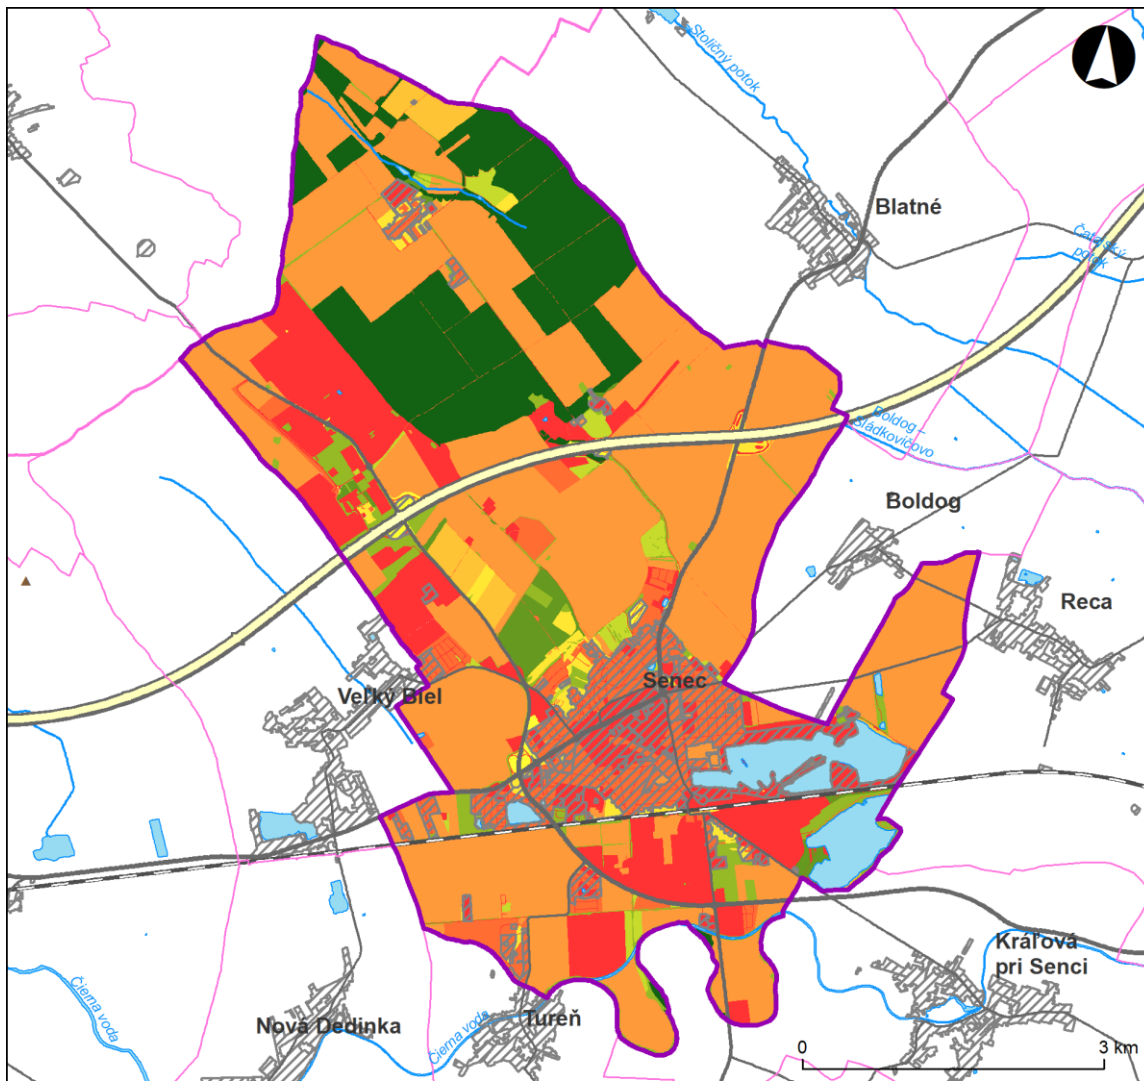 Stoličný potok
Blatné
Čatajský
potok
Boldog –
Sládkovičovo
Boldog
Reca
Senec
Veľký Biel
Kráľová
pri Senci
Čierna voda
Nová Dedinka
Tureň
Čierna voda
0 3 km